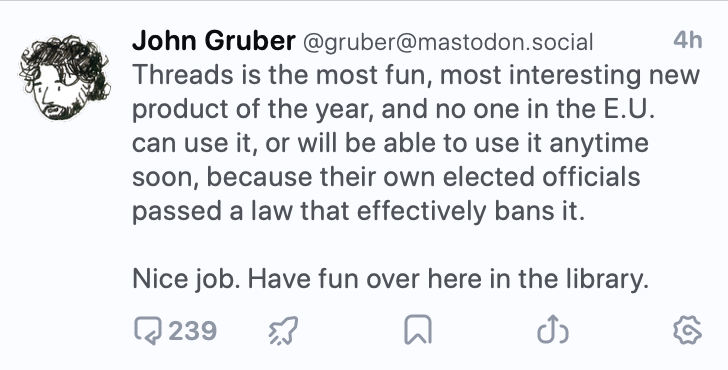 John Gruber @gruber@mastodon.social 4h
Threads is the most fun, most interesting new
product of the year, and no one in the E.U.
can use it, or will be able to use it anytime
soon, because their own elected officials
passed a law that effectively bans it.
Nice job. Have fun over here in the library.
239